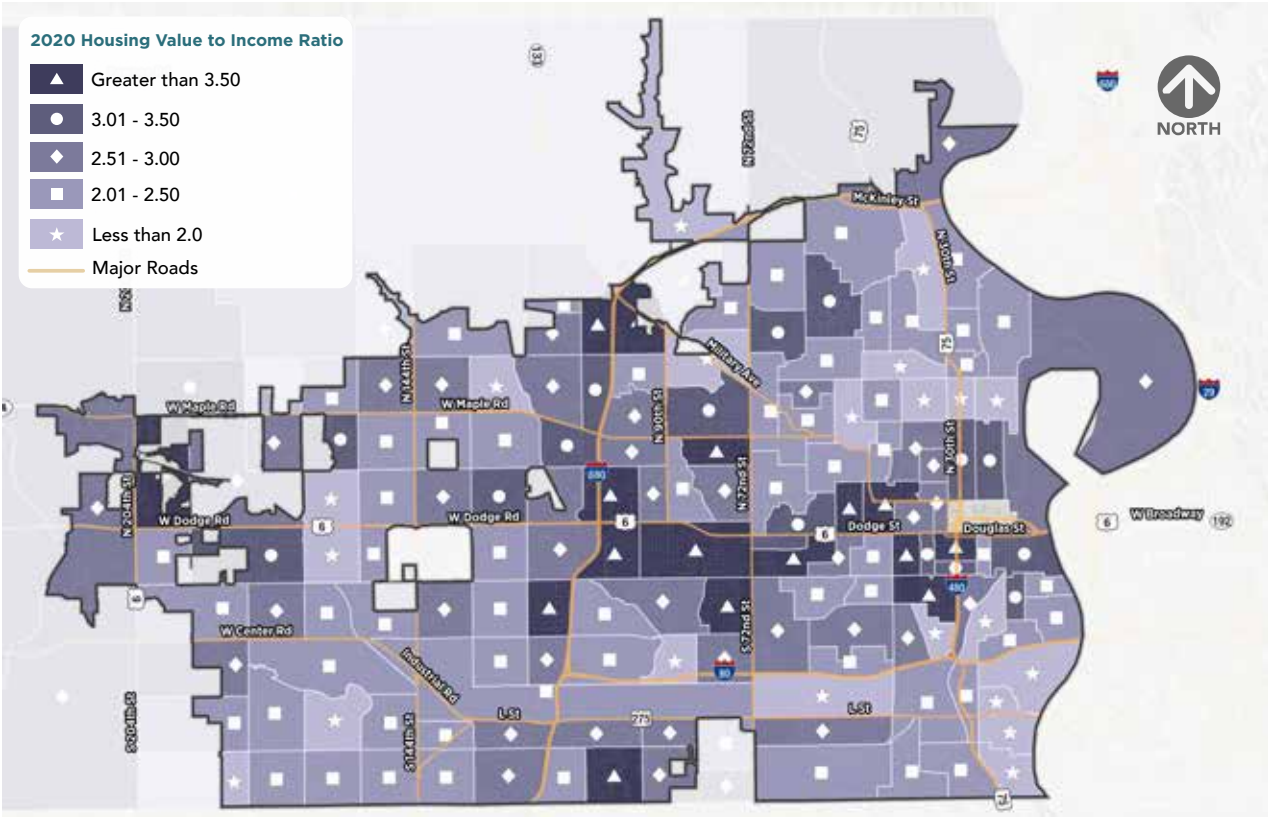 2020 Housing Value to Income Ratio
Greater than 3.50
3.01 - 3.50
2.51 - 3.00
2.01 - 2.50
Less than 2.0
Major Roads
NORTH
133
N 72nd St
75
680
McKinley St
N 30th St
75
Military Ave
29
N 144th St
W Maple Rd
W Maple Rd
N 90th St
N 30th St
680
N 72nd St
N 204th St
W Dodge Rd
6
W Dodge Rd
6
6
Dodge St
Douglas St
6
W Broadway
192
480
6
W Center Rd
S 72nd St
Industrial Rd
80
S 204th St
S 144th St
L St
275
L St
75